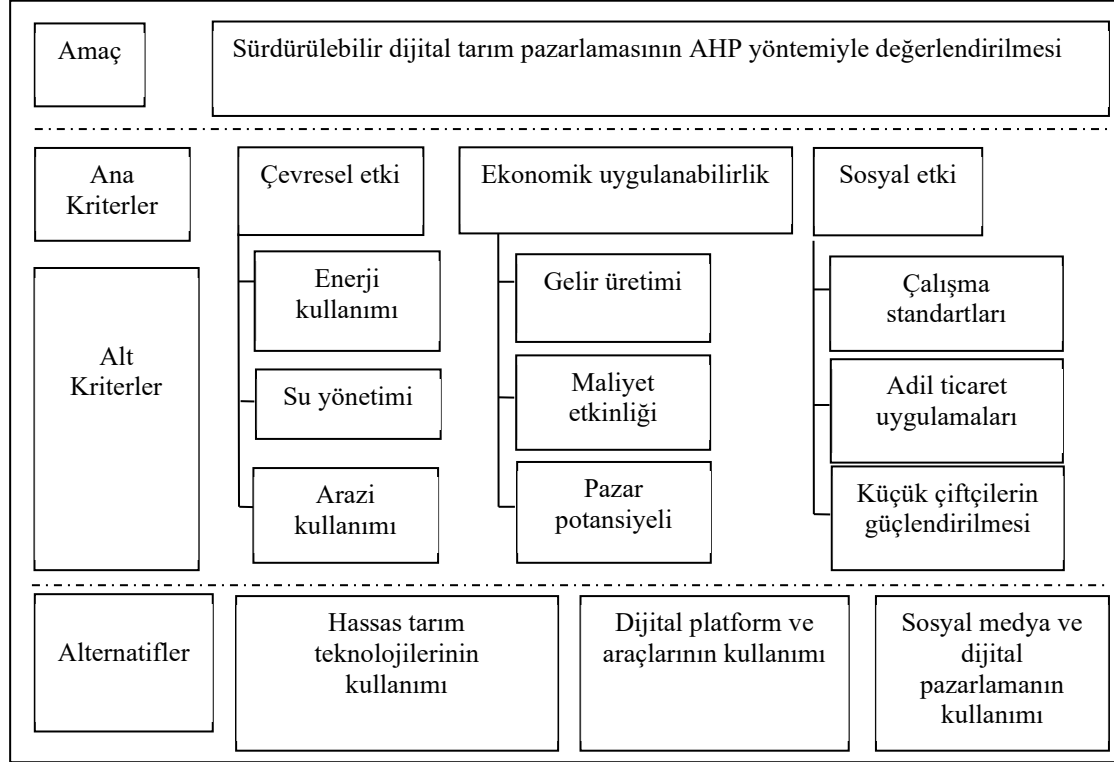 Amaç
Sürdürülebilir dijital tarım pazarlamasının AHP yöntemiyle değerlendirilmesi
Ana
Kriterler
Çevresel etki
Ekonomik uygulanabilirlik
Sosyal etki
Alt
Kriterler
Enerji
kullanımı
Su yönetimi
Arazi
kullanımı
Gelir üretimi
Maliyet
etkinliği
Pazar
potansiyeli
Çalışma
standartları
Adil ticaret
uygulamaları
Küçük çiftçilerin
güçlendirilmesi
Alternatifler
Hassas tarım
teknolojilerinin
kullanımı
Dijital platform ve
araçlarının kullanımı
Sosyal medya ve
dijital
pazarlamanın
kullanımı